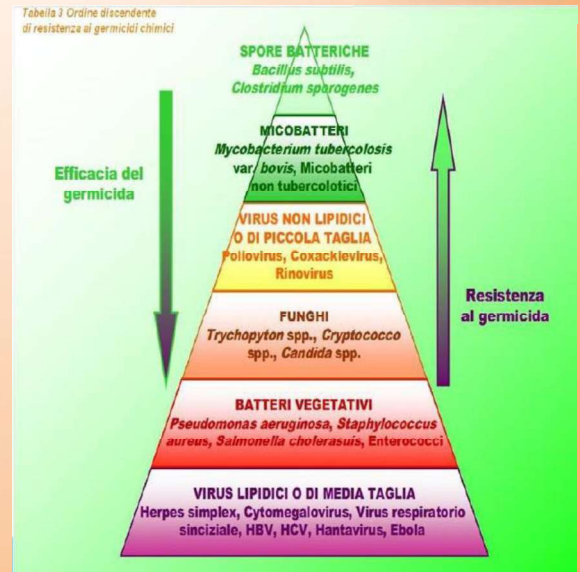 Tabella 3 Ordine discendente
di resistenza ai germicidi chimici
SPORE BATTERICHE
Bacillus subtilis,
Clostridium sporogenes
MICOBATTERI
Mycobacterium tubercolosis
var. bovis, Micobatteri
non tubercolotici
Efficacia del
germicida
VIRUS NON LIPIDICI
O DI PICCOLA TAGLIA
Poliovirus, Coxackievirus,
Rinovirus
Resistenza
al germicida
FUNGHI
Trychopyton spp., Cryptococco
spp., Candida spp.
BATTERI VEGETATIVI
Pseudomonas aeruginosa, Staphylococcus
aureus, Salmonella cholerasuis, Enterococci
VIRUS LIPIDICI O DI MEDIA TAGLIA
Herpes simplex, Cytomegalovirus, Virus respiratorio
sinciziale, HBV, HCV, Hantavirus, Ebola